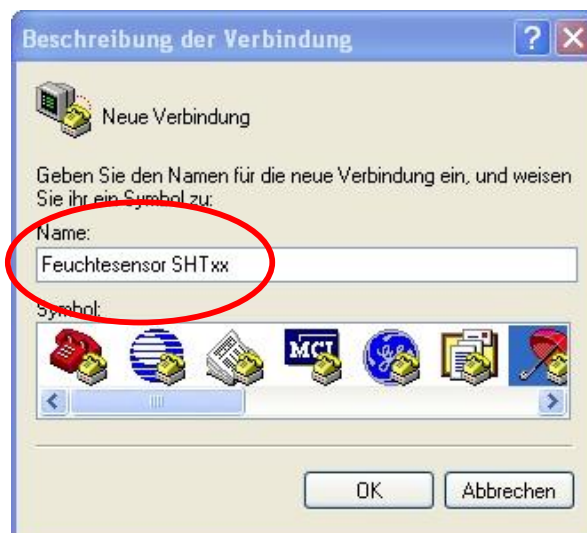 Beschreibung der Verbindung
Neue Verbindung
Geben Sie den Namen für die neue Verbindung ein, und weisen
Sie ihr ein Symbol zu:
Name:
Feuchtesensor SHTxx
Symbol:
MCI
OK
Abbrechen